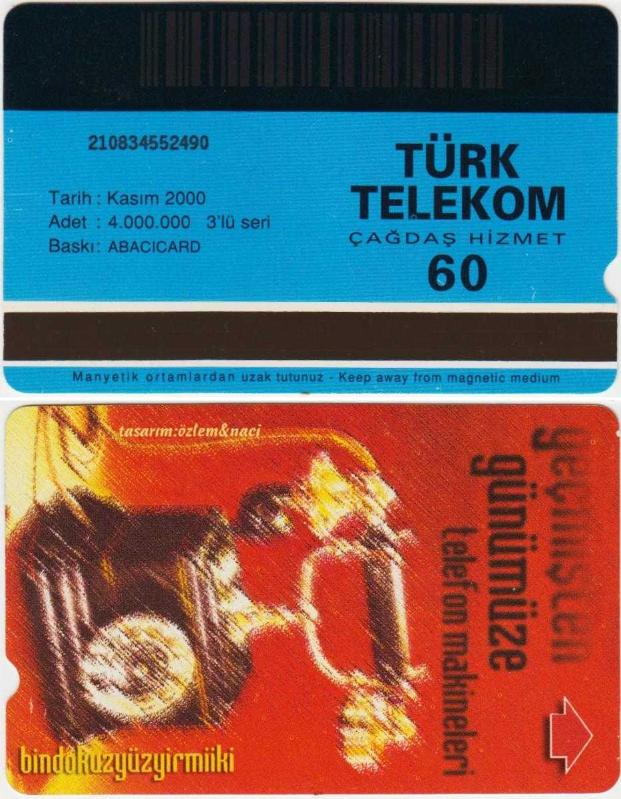 210834552490
Tarih : Kasım 2000
Adet : 4.000.000 3'lü seri
Baskı: ABACICARD
TÜRK
TELEKOM
ÇAĞDAŞ HİZMET
60
Manyetik ortamlardan uzak tutunuz - Keep away from magnetic medium
tasarım:özlem&naci
geçmişten
günümüze
telefon makineleri
bindokuzyüzyirmiiki